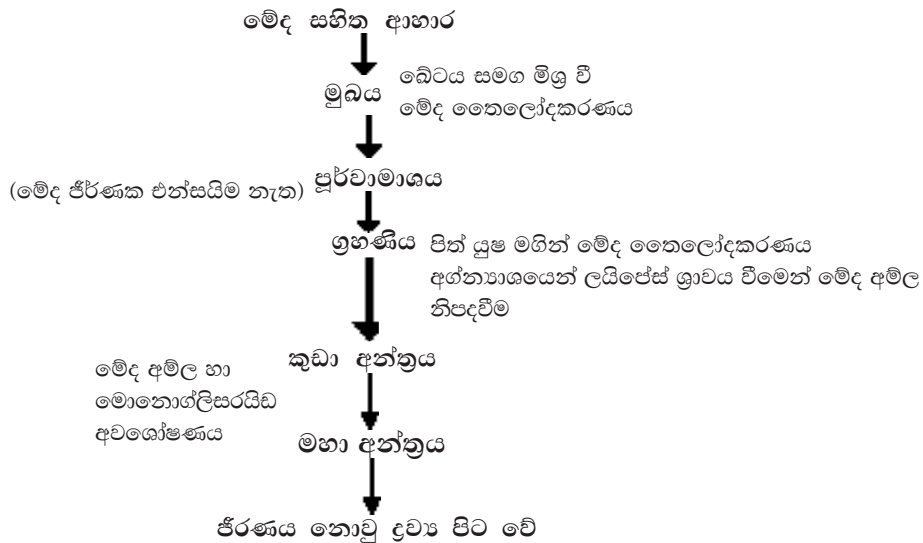 මේද සහිත ආහාර
මුඛය
ඛේටය සමග මිශ්‍ර වී
මේද තෛලෝදකරණය
(මේද ජීර්ණක එන්සයිම නැත)
පූර්වාමාශය
ග්‍රහණිය
පිත් යුෂ මගින් මේද තෛලෝදකරණය
අග්න්‍යාශයෙන් ලයිපේස් ශ්‍රාවය වීමෙන් මේද අම්ල
නිපදවීම
කුඩා අන්ත්‍රය
මේද අම්ල හා
මොනොග්ලිසරයිඩ
අවශෝෂණය
මහා අන්ත්‍රය
ජීරණය නොවු ද්‍රව්‍ය පිට වේ